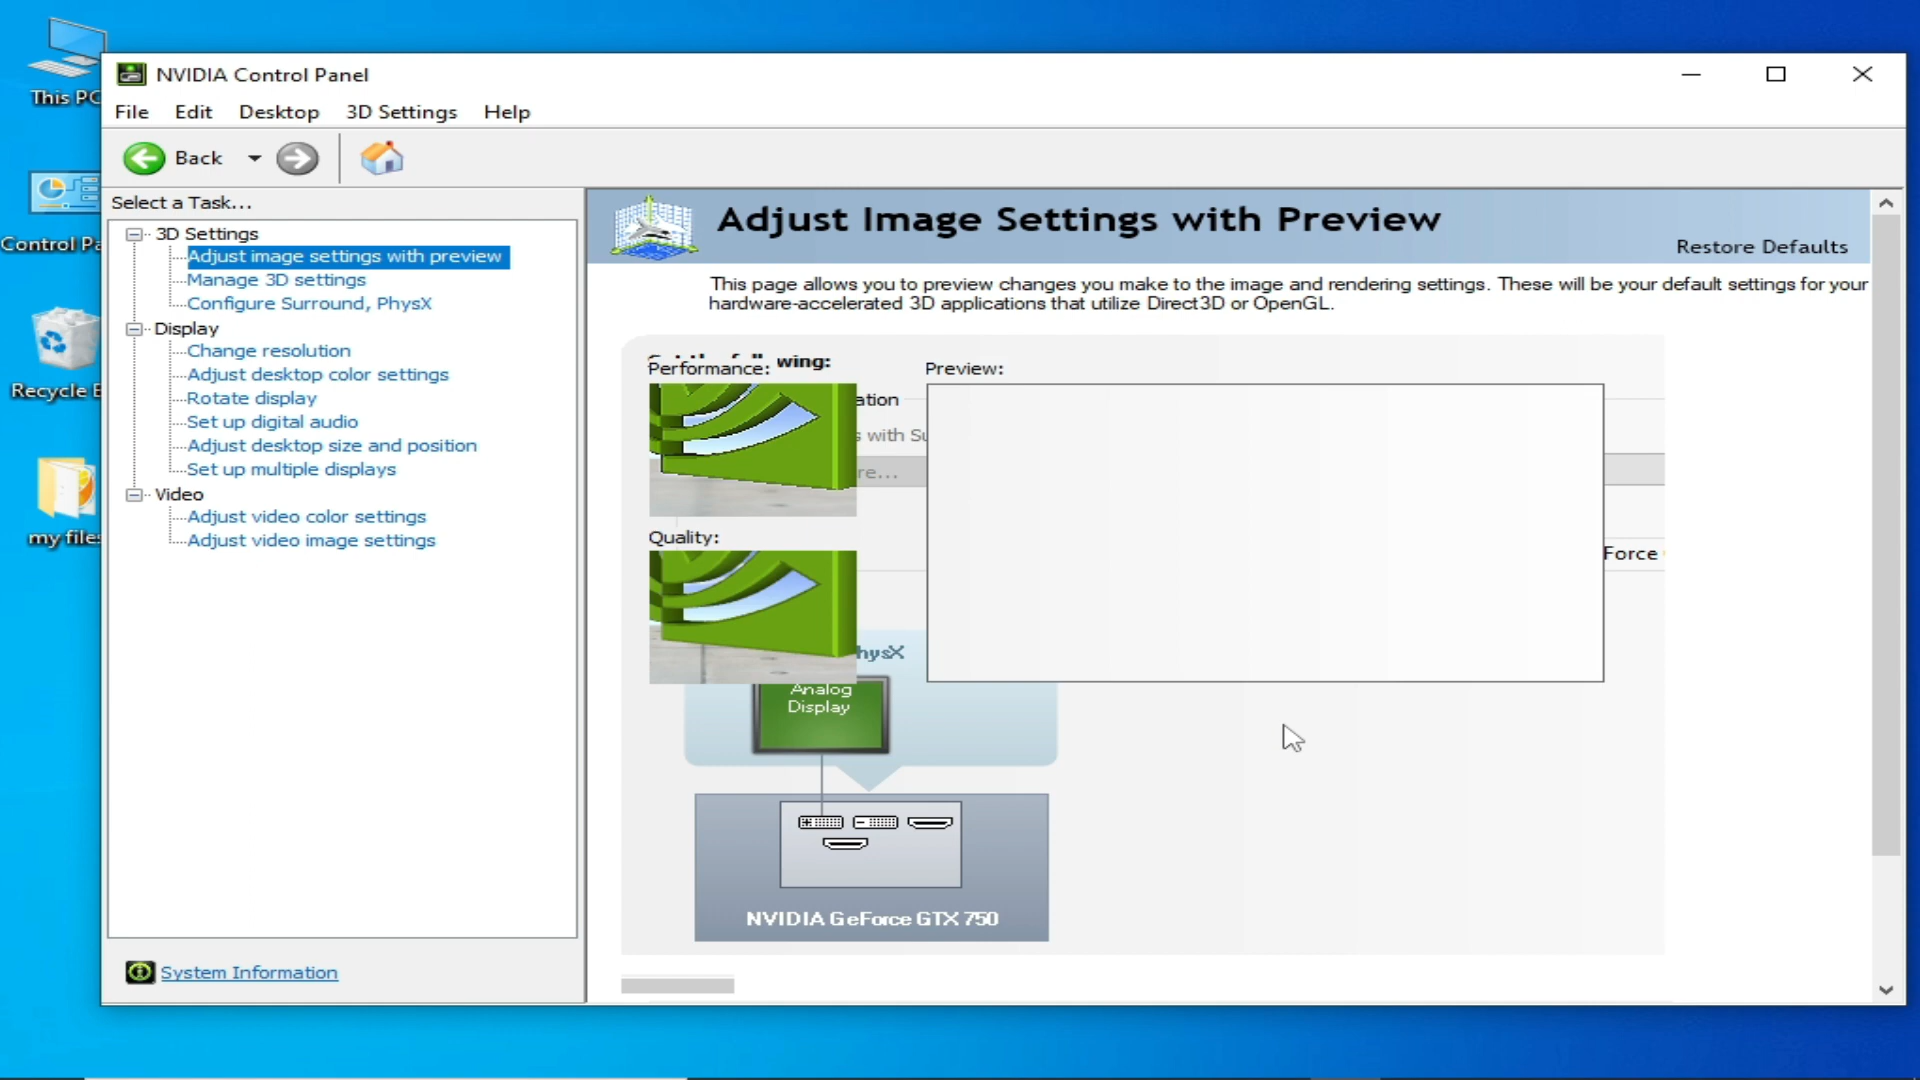 This PC
NVIDIA Control Panel
File Edit Desktop 3D Settings Help
Back
Control Pa
Recycle
my files
Select a Task...
3D Settings
Adjust image settings with preview
Manage 3D settings
Configure Surround, PhysX
Display
Change resolution
Adjust desktop color settings
Rotate display
Set up digital audio
Adjust desktop size and position
Set up multiple displays
Video
Adjust video color settings
Adjust video image settings
System Information
Adjust Image Settings with Preview
Restore Defaults
This page allows you to preview changes you make to the image and rendering settings. These will be your default settings for your
hardware-accelerated 3D applications that utilize Direct3D or OpenGL.
wing:
Performance:
Preview:
ation
s with Su
re...
Quality:
Force
hysX
Analog
Display
NVIDIA GeForce GTX 750